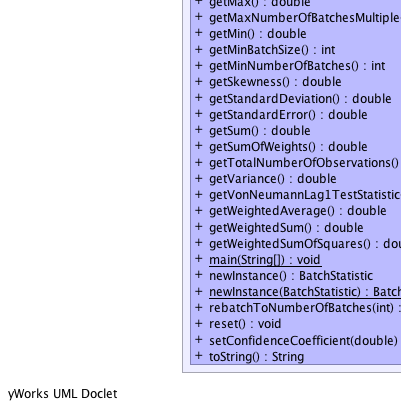 + getMax() : double
+ getMaxNumberOfBatchesMultiple
+ getMin() : double
+ getMinBatchSize() : int
+ getMinNumberOfBatches() : int
+ getSkewness() : double
+ getStandardDeviation() : double
+ getStandardError() : double
+ getSum() : double
+ getSumOfWeights() : double
+ getTotalNumberOfObservations()
+ getVariance() : double
+ getVonNeumannLag1TestStatistic
+ getWeightedAverage() : double
+ getWeightedSum() : double
+ getWeightedSumOfSquares() : dou
+ main(String[]) : void
+ newInstance() : BatchStatistic
+ newInstance(BatchStatistic) : Batch
+ rebatchToNumberOfBatches(int) :
+ reset() : void
+ setConfidenceCoefficient(double)
+ toString() : String
yWorks UML Doclet